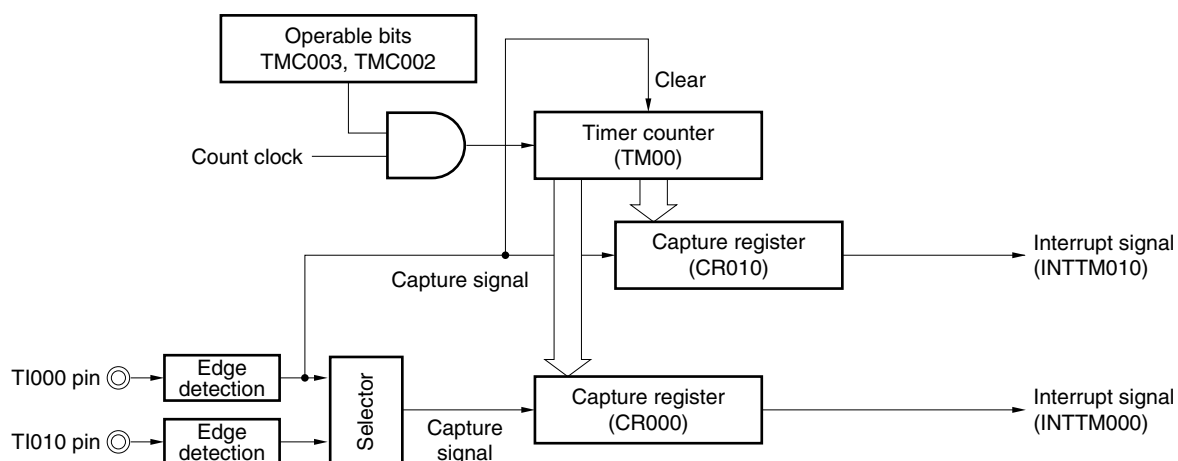 Operable bits
TMC003, TMC002
Clear
Timer counter
(TM00)
Count clock
Capture register
(CR010)
Interrupt signal
(INTTM010)
Capture signal
TI000 pin
Edge
detection
Selector
Capture register
(CR000)
Interrupt signal
(INTTM000)
TI010 pin
Edge
detection
Capture
signal